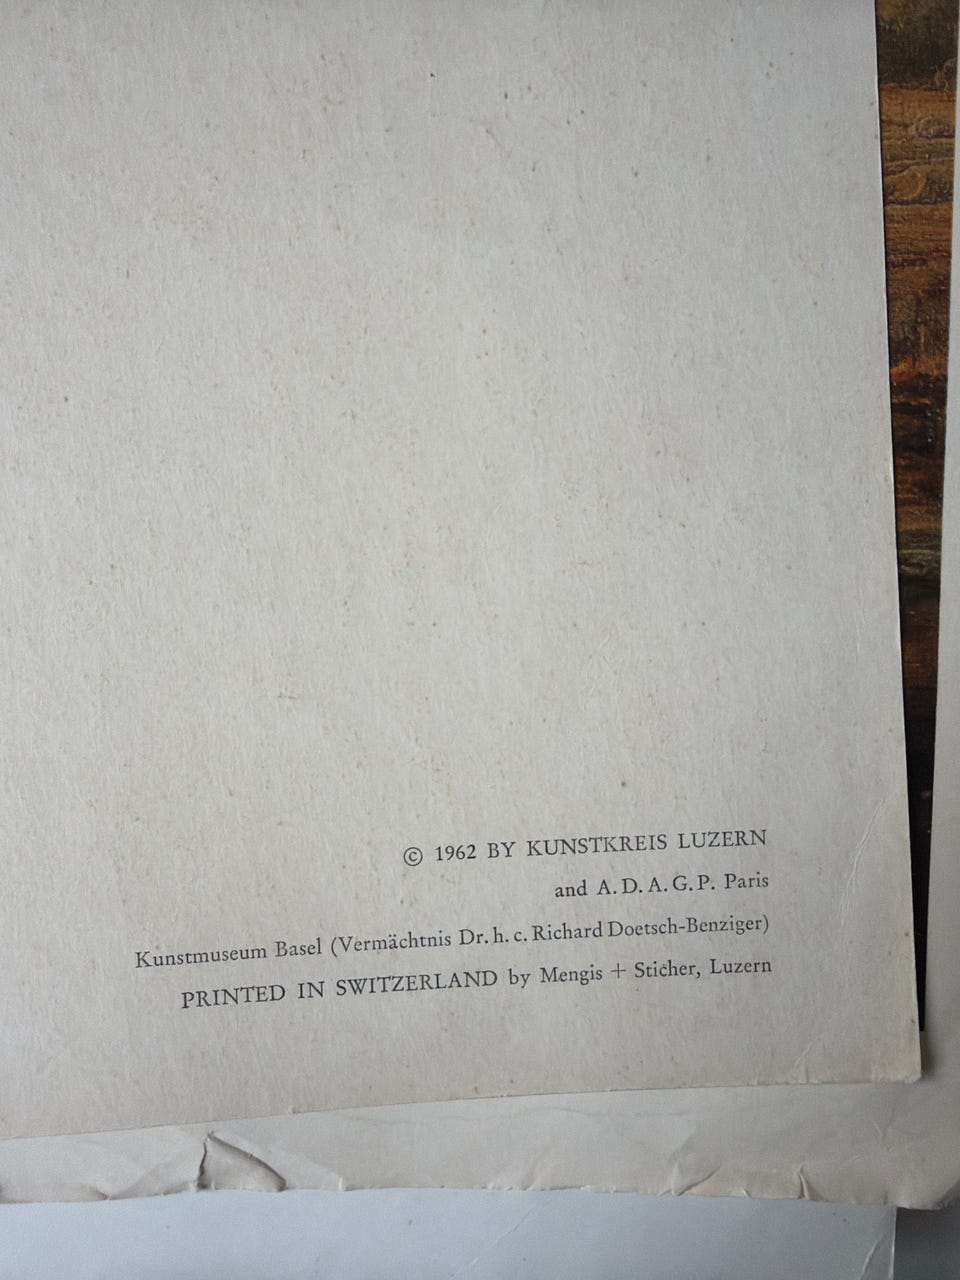 © 1962 BY KUNSTKREIS LUZERN
and A. D. A. G. P. Paris
Kunstmuseum Basel (Vermächtnis Dr. h. c. Richard Doetsch-Benziger)
PRINTED IN SWITZERLAND by Mengis + Sticher, Luzern